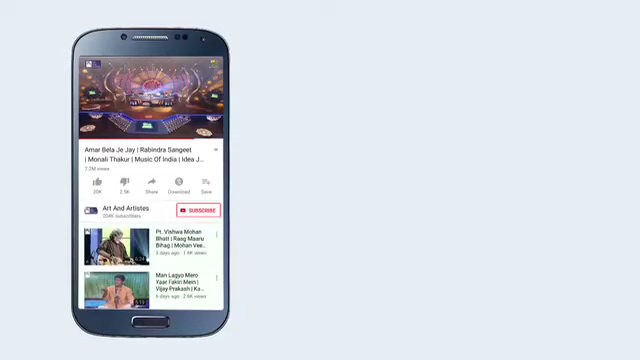 Amar Bela Je Jay | Rabindra Sangeet
| Monali Thakur | Music Of India | Idea J...
7.2M views
20K
2.5K
Share
Download
Save
Art And Artistes
204K subscribers
SUBSCRIBE
Pt. Vishwa Mohan
Bhatt | Raag Maaru
Bihag | Mohan Vee..
5 days ago · 1.9K views
Man Lagyo Mero
Yaar Fakiri Mein |
Vijay Prakash | Ka...
6 days ago · 2.6K views